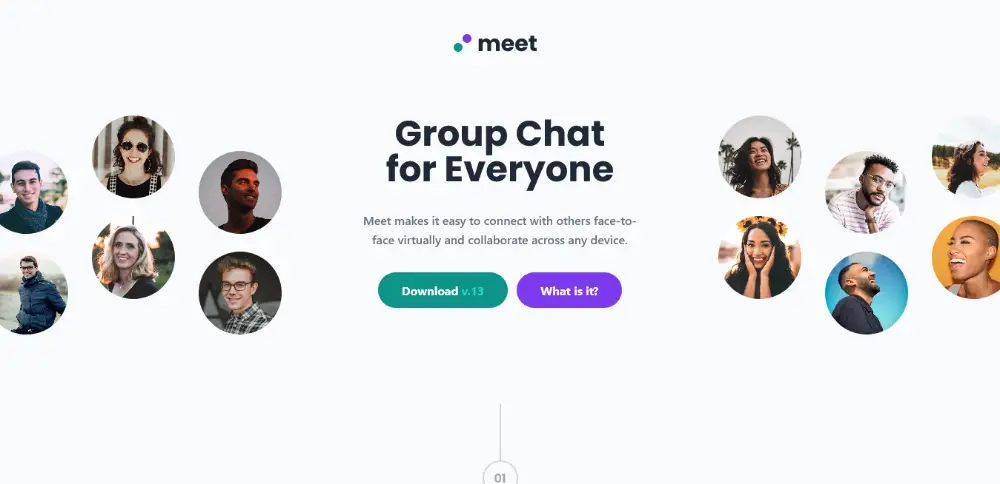 meet
Group Chat
for Everyone
Meet makes it easy to connect with others face-to-
face virtually and collaborate across any device.
Download v.13
What is it?
01